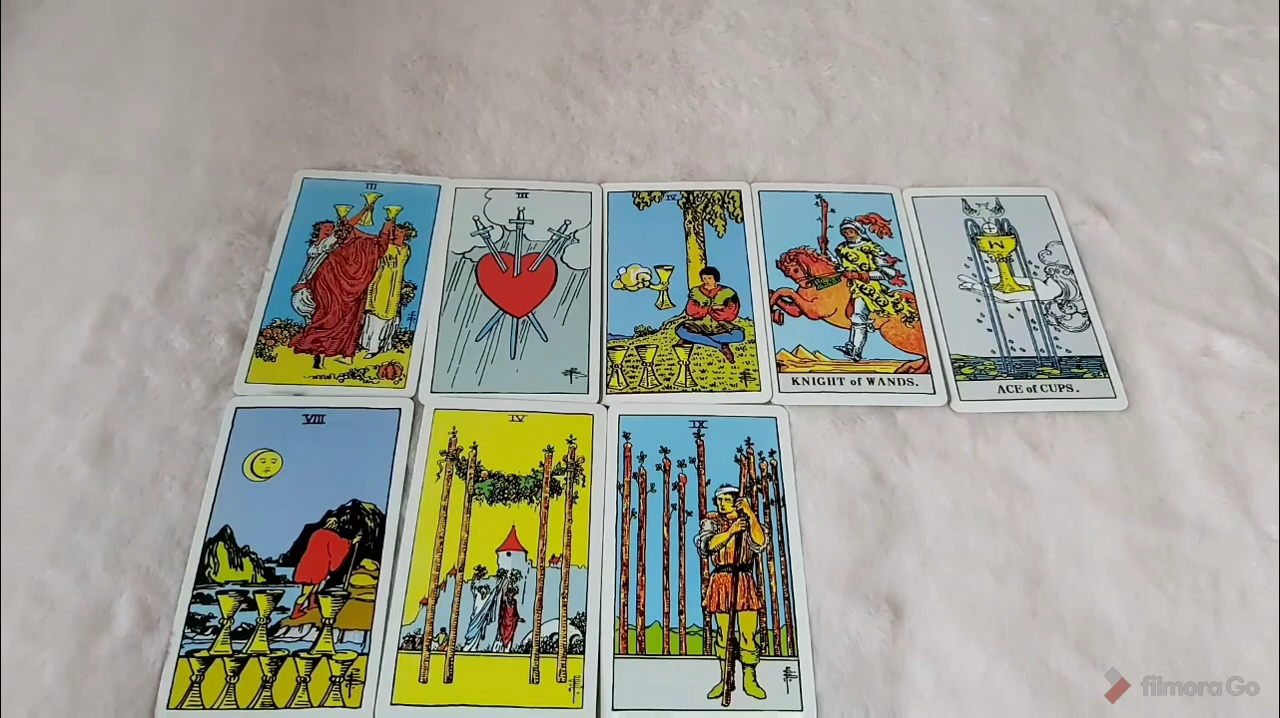 III
III
IV
KNIGHT of WANDS.
W
ACE of CUPS.
VIII
IV
IX
filmoraGo